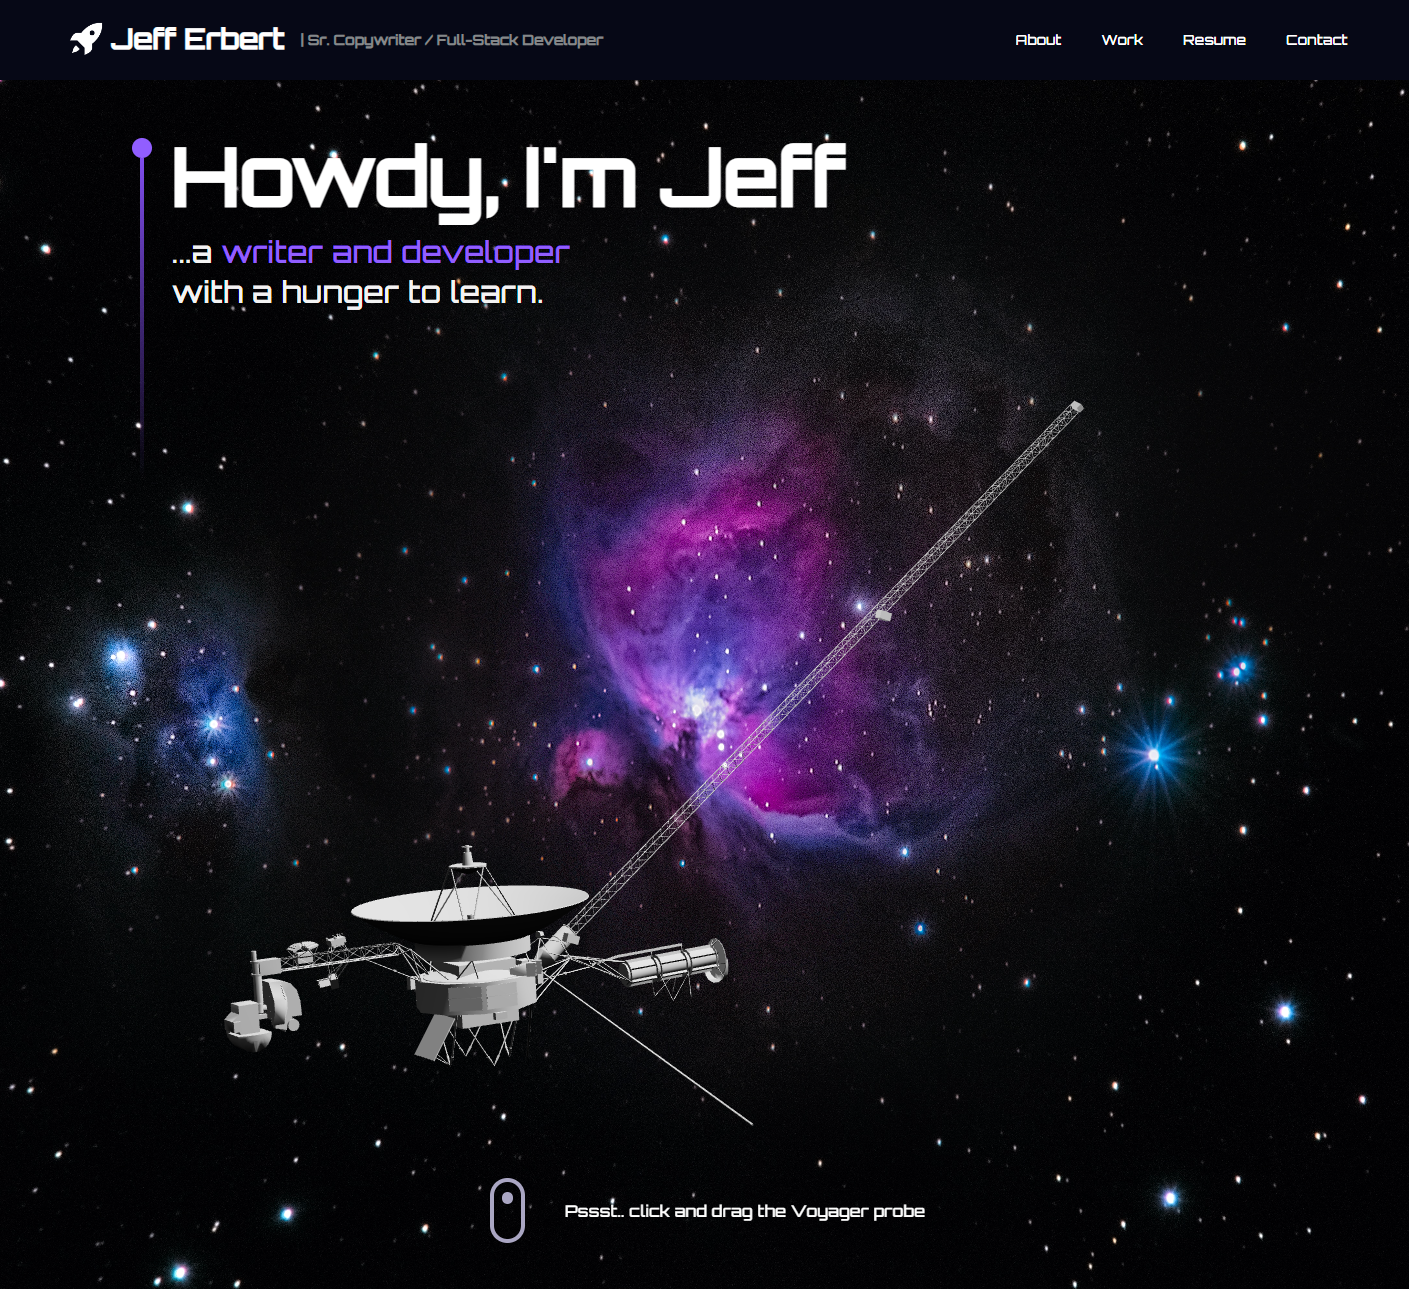 Jeff Erbert | Sr. Copywriter / Full-Stack Developer
About Work Resume Contact
Howdy, I'm Jeff
...a writer and developer
with a hunger to learn.
Pssst.. click and drag the Voyager probe